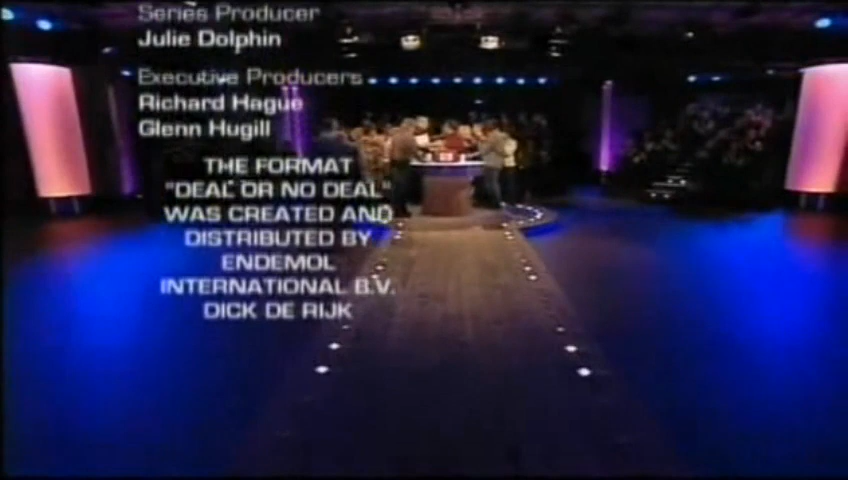 Series Producer
Julie Dolphin
Executive Producers
Richard Hague
Glenn Hugill
THE FORMAT
"DEAL OR NO DEAL"
WAS CREATED AND
DISTRIBUTED BY
ENDEMOL
INTERNATIONAL B.V.
DICK DE RIJK